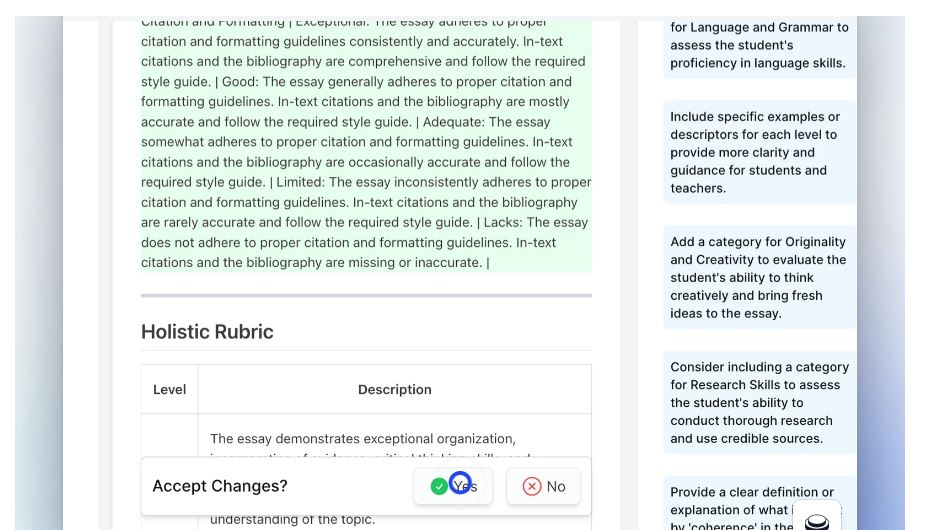 Citation and Formatting | Exceptional: The essay adheres to proper
citation and formatting guidelines consistently and accurately. In-text
citations and the bibliography are comprehensive and follow the required
style guide. | Good: The essay generally adheres to proper citation and
formatting guidelines. In-text citations and the bibliography are mostly
accurate and follow the required style guide. | Adequate: The essay
somewhat adheres to proper citation and formatting guidelines. In-text
citations and the bibliography are occasionally accurate and follow the
required style guide. | Limited: The essay inconsistently adheres to proper
citation and formatting guidelines. In-text citations and the bibliography
are rarely accurate and follow the required style guide. | Lacks: The essay
does not adhere to proper citation and formatting guidelines. In-text
citations and the bibliography are missing or inaccurate. |
Holistic Rubric
Level Description
The essay demonstrates exceptional organization,
Accept Changes? Yes No
understanding of the topic.
for Language and Grammar to
assess the student's
proficiency in language skills.
Include specific examples or
descriptors for each level to
provide more clarity and
guidance for students and
teachers.
Add a category for Originality
and Creativity to evaluate the
student's ability to think
creatively and bring fresh
ideas to the essay.
Consider including a category
for Research Skills to assess
the student's ability to
conduct thorough research
and use credible sources.
Provide a clear definition or
explanation of what
by 'coherence' in the